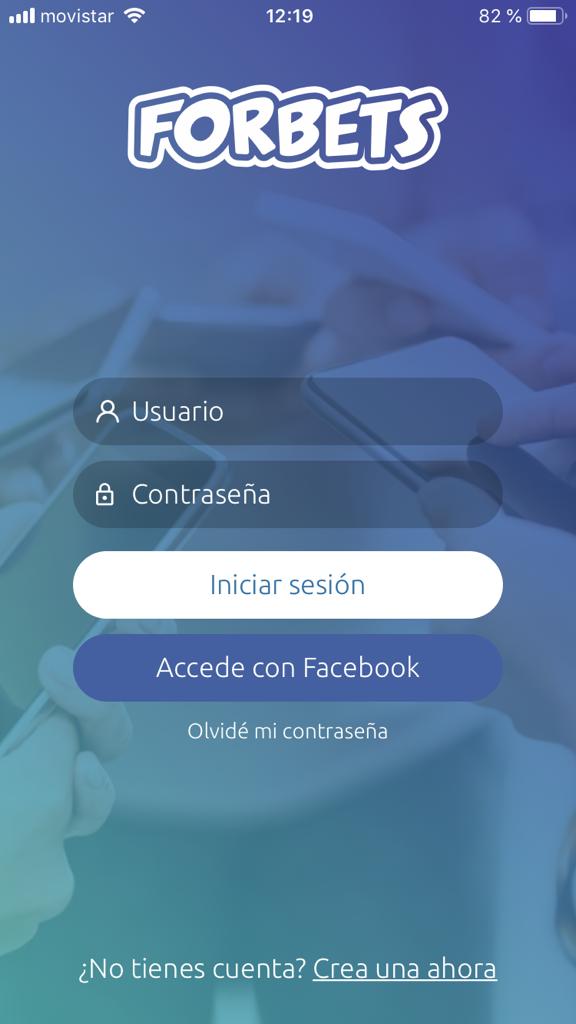 movistar 12:19 82 %
FORBETS
Usuario
Contraseña
Iniciar sesión
Accede con Facebook
Olvidé mi contraseña
¿No tienes cuenta? Crea una ahora